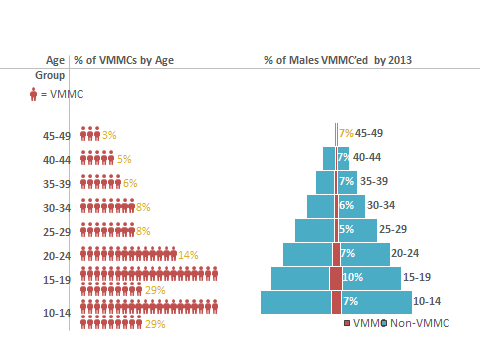 Age % of VMMCs by Age % of Males VMMC'ed by 2013
Group
= VMMC
45-49 3% 7% 45-49
40-44 5% 7% 40-44
35-39 6% 7% 35-39
30-34 8% 6% 30-34
25-29 8% 5% 25-29
20-24 14% 7% 20-24
15-19 29% 10% 15-19
10-14 29% 7% 10-14
VMMC Non-VMMC